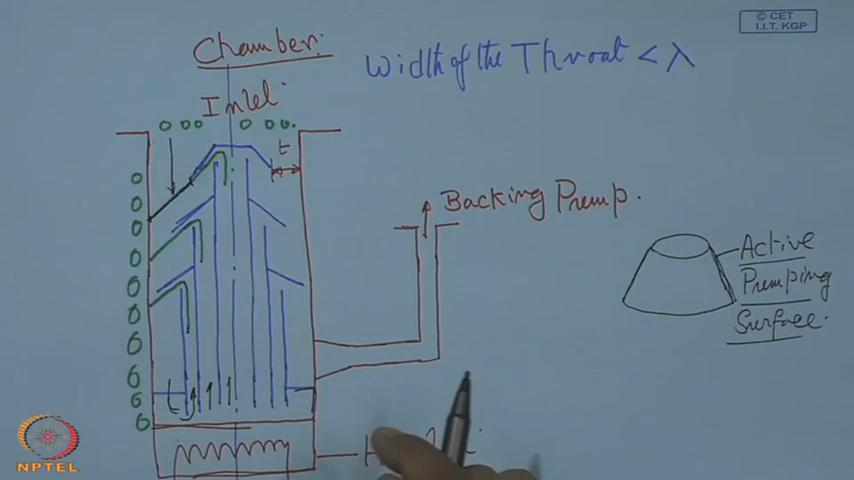 © CET
I.I.T. KGP
Chamber.
Width of the Throat < λ
Inlet.
t
Backing Pump.
Active
Pumping
Surface.
NPTEL